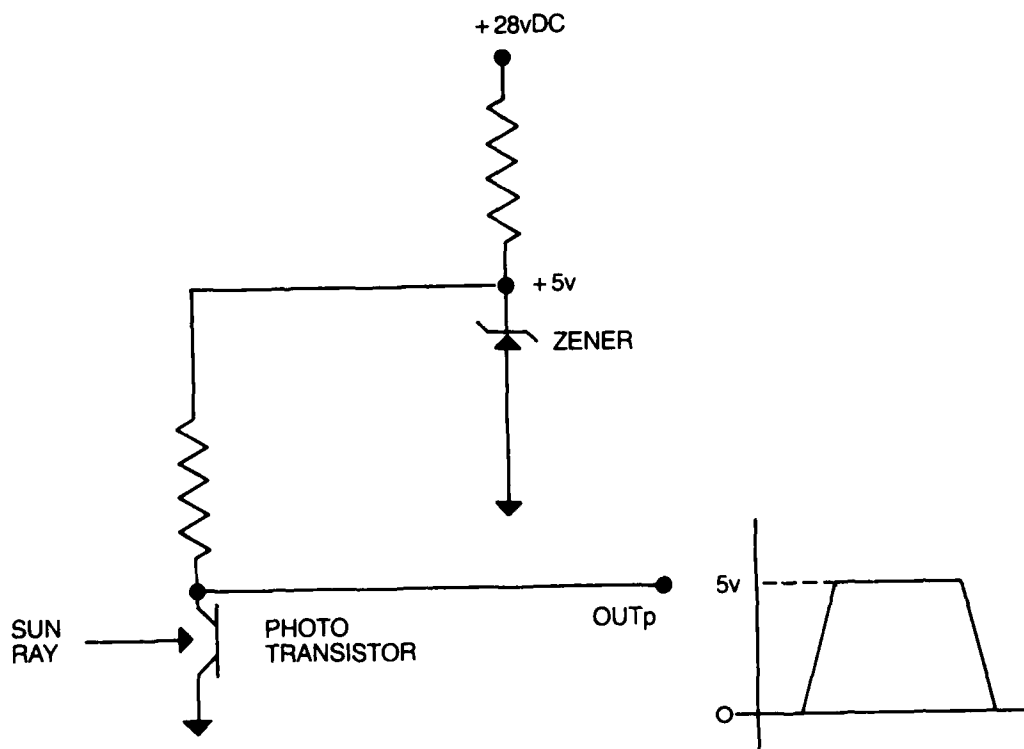 +28vDC
+5v
ZENER
SUN
RAY
PHOTO
TRANSISTOR
OUTp
5v
O